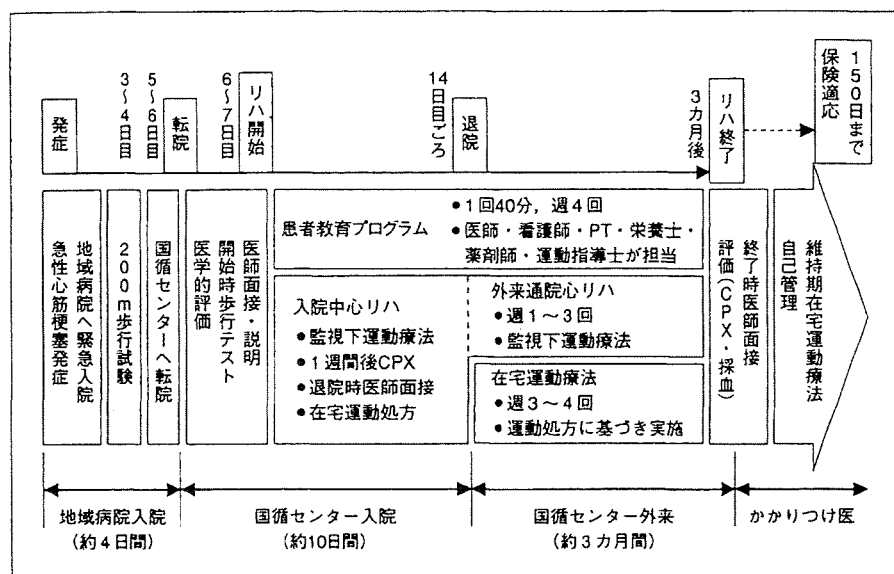 発症
3～4日目
5～6日目
転院
6～7日目
リハ開始
14日目ごろ
退院
3カ月後
リハ終了
150日まで
保険適応
急性心筋梗塞発症
地域病院へ緊急入院
200m歩行試験
国循センターへ転院
医学的評価
開始時歩行テスト
医師面接・説明
患者教育プログラム
●1回40分，週4回
●医師・看護師・PT・栄養士・
薬剤師・運動指導士が担当
入院中心リハ
●監視下運動療法
●1週間後CPX
●退院時医師面接
●在宅運動処方
外来通院心リハ
●週1～3回
●監視下運動療法
在宅運動療法
●週3～4回
●運動処方に基づき実施
評価(CPX・採血)
終了時医師面接
自己管理
維持期在宅運動療法
地域病院入院
(約4日間)
国循センター入院
(約10日間)
国循センター外来
(約3カ月間)
かかりつけ医